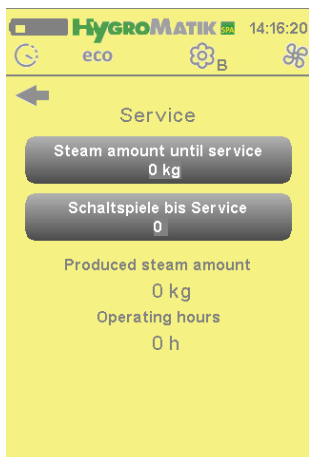 HYGROMATIK SPA 14:16:20
eco B
Service
Steam amount until service
0 kg
Schaltspiele bis Service
0
Produced steam amount
0 kg
Operating hours
0 h